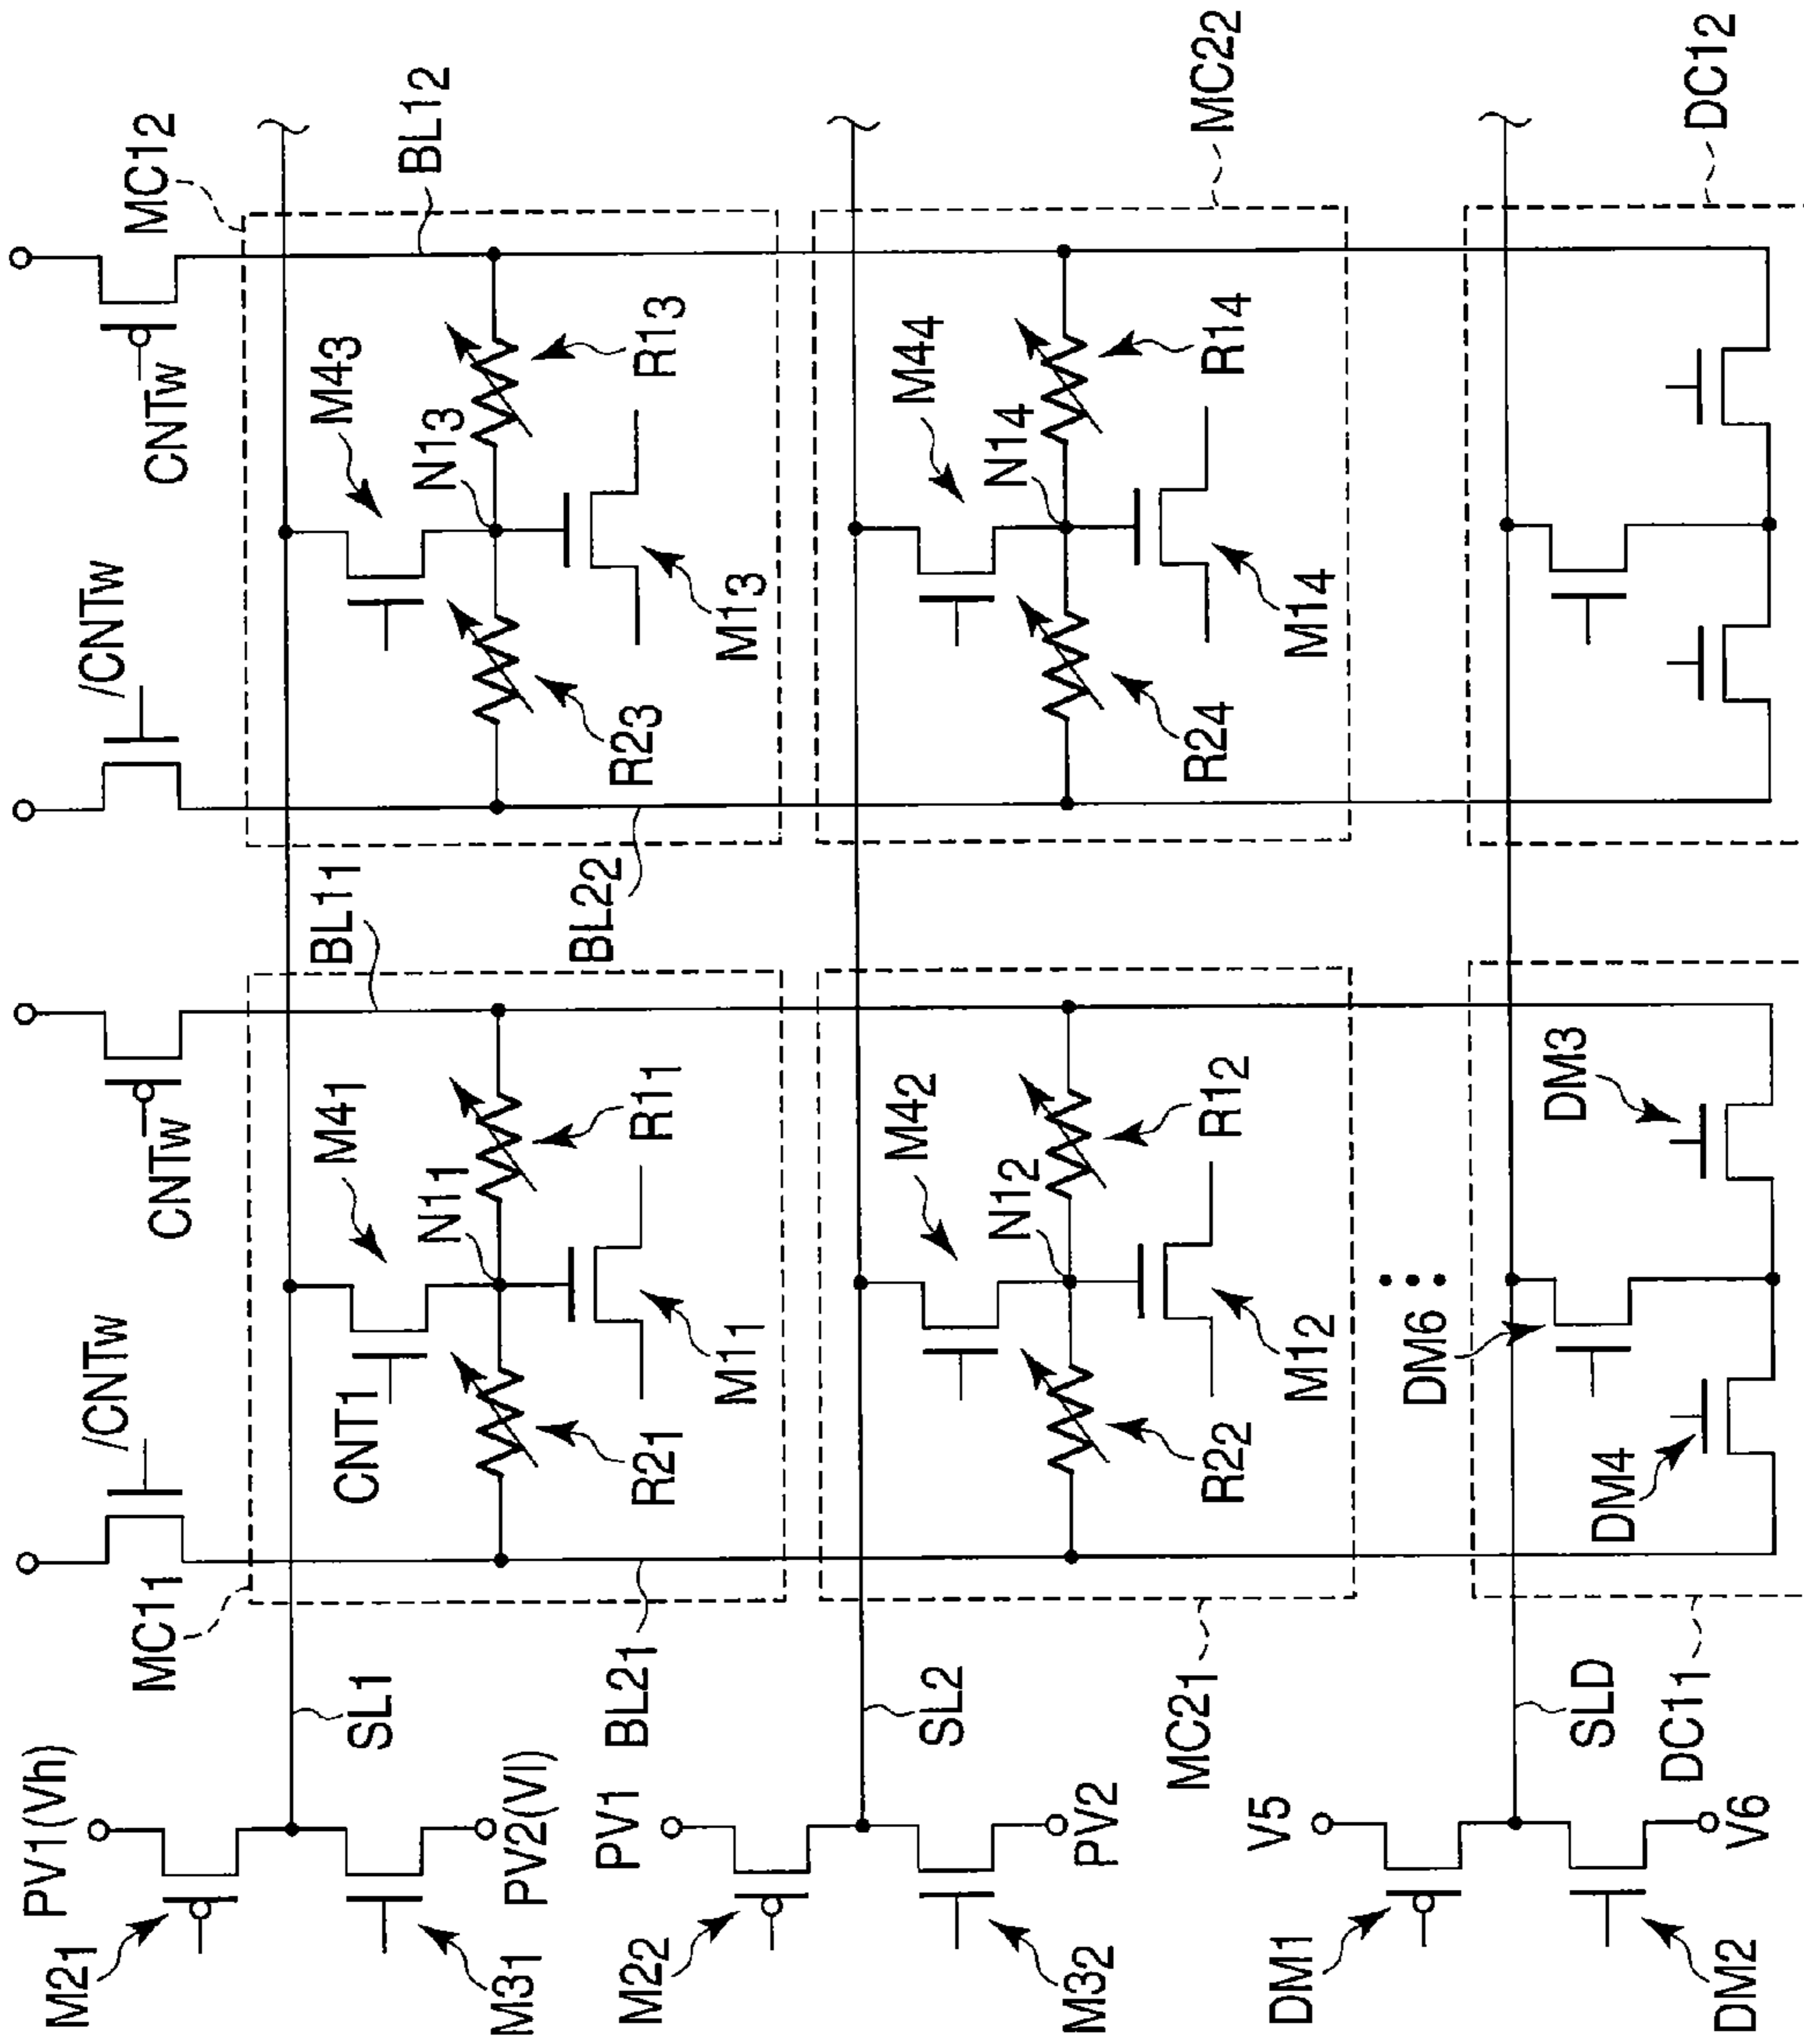 MC12
CNTw
BL12
M43
N13
R13
/CNTw
R23
M13
BL22
MC22
M44
N14
R14
R24
M14
DC12
BL11
CNTw
M41
N11
R11
/CNTw
CNT1
R21
M11
MC11
BL21
M42
N12
R12
R22
M12
MC21
DM3
DM6
DM4
DC11
PV1(Vh)
SL1
M21
PV2(Vl)
M31
PV1
SL2
M22
PV2
M32
V5
SLD
DM1
V6
DM2